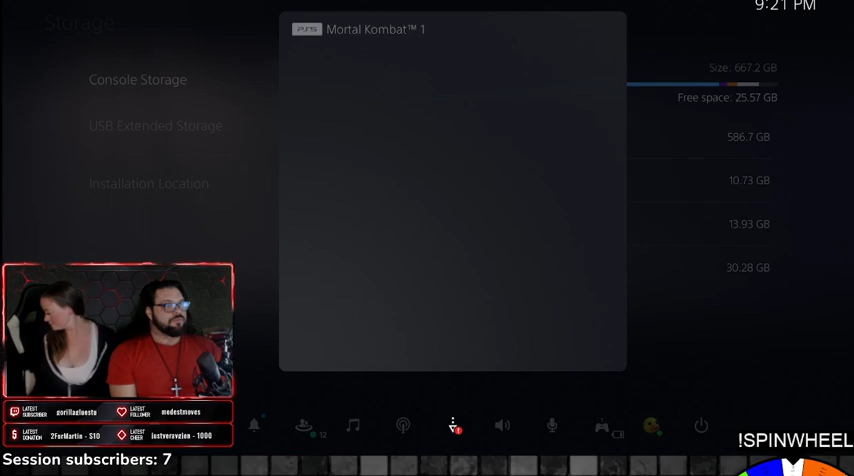 9:21 PM
Storage
PS5 Mortal Kombat™ 1
Console Storage
Size: 667.2 GB
Free space: 25.57 GB
USB Extended Storage
586.7 GB
Installation Location
10.73 GB
13.93 GB
30.28 GB
12
LATEST SUBSCRIBER
gorillagluestu
LATEST FOLLOWER
modestmoves
LATEST DONATION
2ForMartin - $10
LATEST CHEER
Session subscribers: 7
!SPINWHEEL